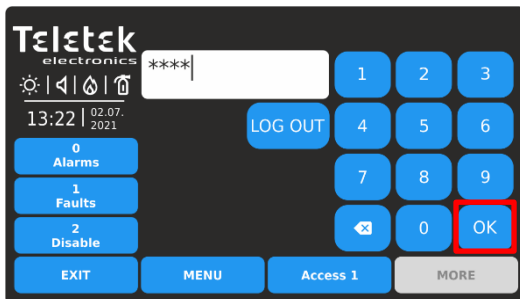 Teletek
electronics
****
13:22 02.07.
2021
0
Alarms
1
Faults
2
Disable
LOG OUT
1 2 3
4 5 6
7 8 9
0 OK
EXIT MENU Access 1 MORE